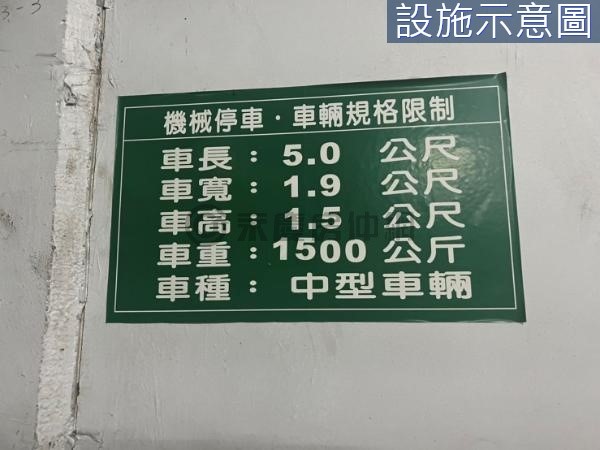 設施示意圖
3-3
機械停車·車輛規格限制
車長：5.0 公尺
車寬：1.9 公尺
車高：1.5 公尺
車重：1500 公斤
車種：中型車輛